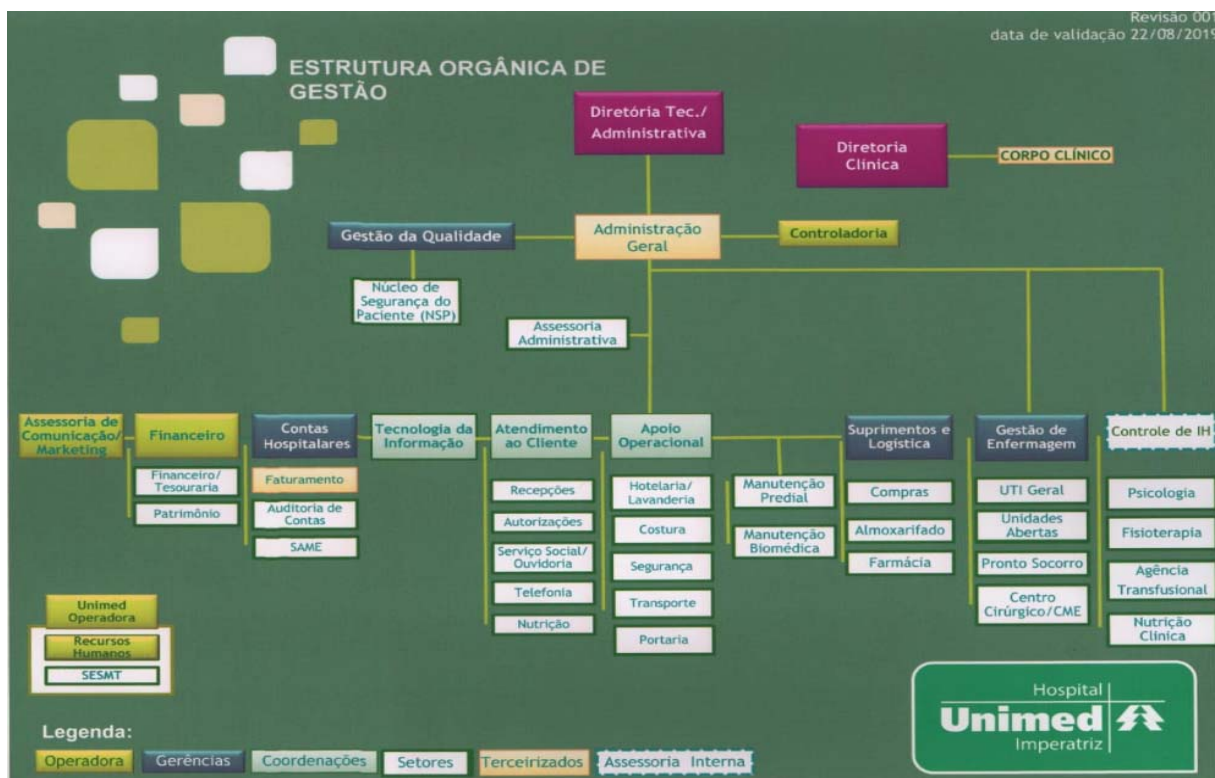 Revisão 001
data de validação 22/08/2019
ESTRUTURA ORGÂNICA DE
GESTÃO
Diretória Tec./
Administrativa
Diretoria
Clinica
CORPO CLÍNICO
Gestão da Qualidade
Administração
Geral
Controladoria
Núcleo de
Segurança do
Paciente (NSP)
Assessoria
Administrativa
Assessoria de
Comunicação/
Marketing
Financeiro
Contas
Hospitalares
Tecnologia da
Informação
Atendimento
ao Cliente
Apoio
Operacional
Suprimentos e
Logística
Gestão de
Enfermagem
Controle de IH
Financeiro/
Tesouraria
Patrimônio
Faturamento
Auditoria de
Contas
SAME
Recepções
Autorizações
Serviço Social/
Ouvidoria
Telefonia
Nutrição
Hotelaria/
Lavanderia
Costura
Segurança
Transporte
Portaria
Manutenção
Predial
Manutenção
Biomédica
Compras
Almoxarifado
Farmácia
UTI Geral
Unidades
Abertas
Pronto Socorro
Centro
Cirúrgico/CME
Psicologia
Fisioterapia
Agência
Transfusional
Nutrição
Clinica
Unimed
Operadora
Recursos
Humanos
SESMT
Hospital
Unimed
Imperatriz
Legenda:
Operadora
Gerências
Coordenações
Setores
Terceirizados
Assessoria Interna